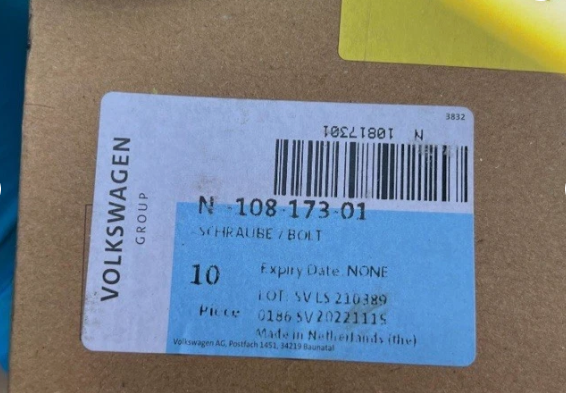 3832
N 10817301
VOLKSWAGEN
GROUP
N -108-173-01
SCHRAUBE / BOLT
10
Piece
Expiry Date: NONE
LOT: SV LS 210389
0186 SV 20221115
Made in Netherlands (the)
Volkswagen AG, Postfach 1451, 34219 Baunatal